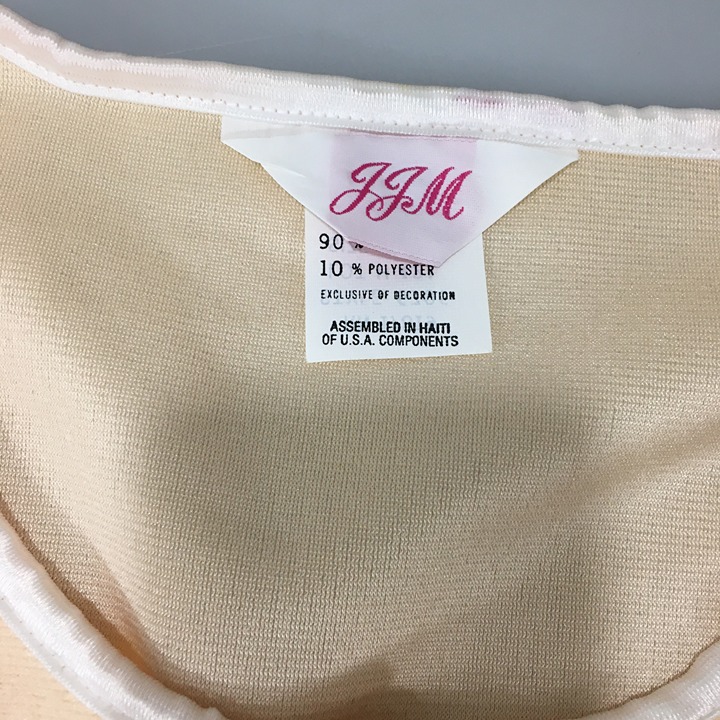 JJM
90 %
10 % POLYESTER
EXCLUSIVE OF DECORATION
ASSEMBLED IN HAITI
OF U.S.A. COMPONENTS